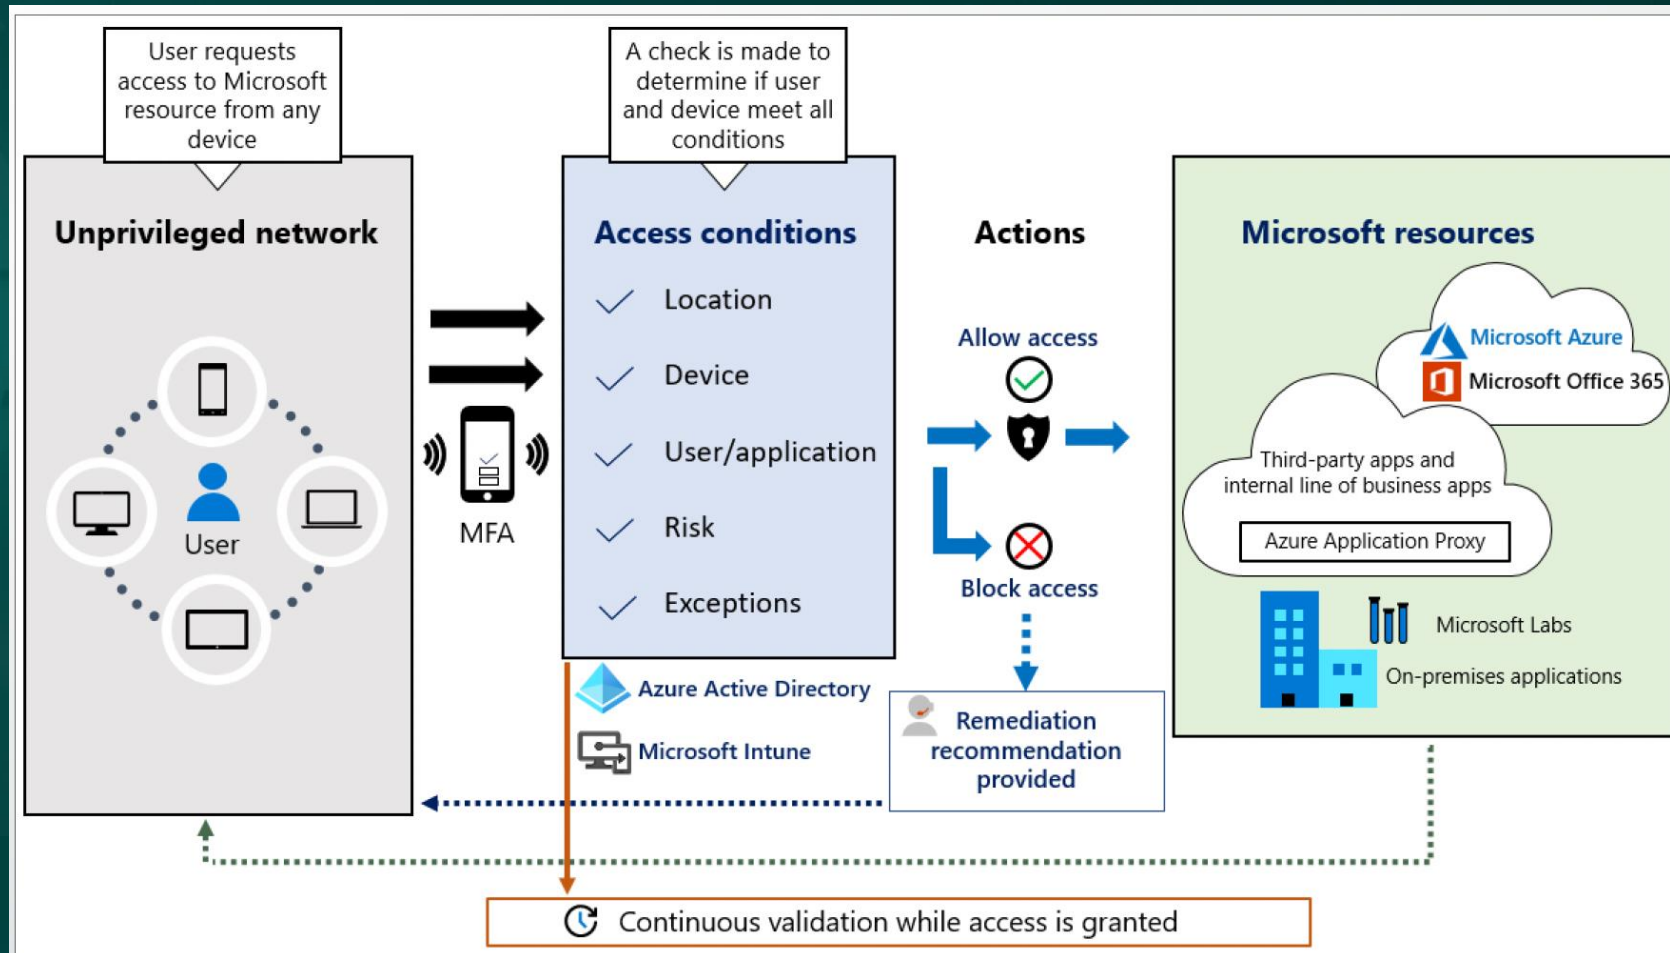 User requests
access to Microsoft
resource from any
device
A check is made to
determine if user
and device meet all
conditions
Unprivileged network
User
MFA
Access conditions
Location
Device
User/application
Risk
Exceptions
Azure Active Directory
Microsoft Intune
Actions
Allow access
Block access
Remediation
recommendation
provided
Microsoft resources
Microsoft Azure
Microsoft Office 365
Third-party apps and
internal line of business apps
Azure Application Proxy
Microsoft Labs
On-premises applications
Continuous validation while access is granted